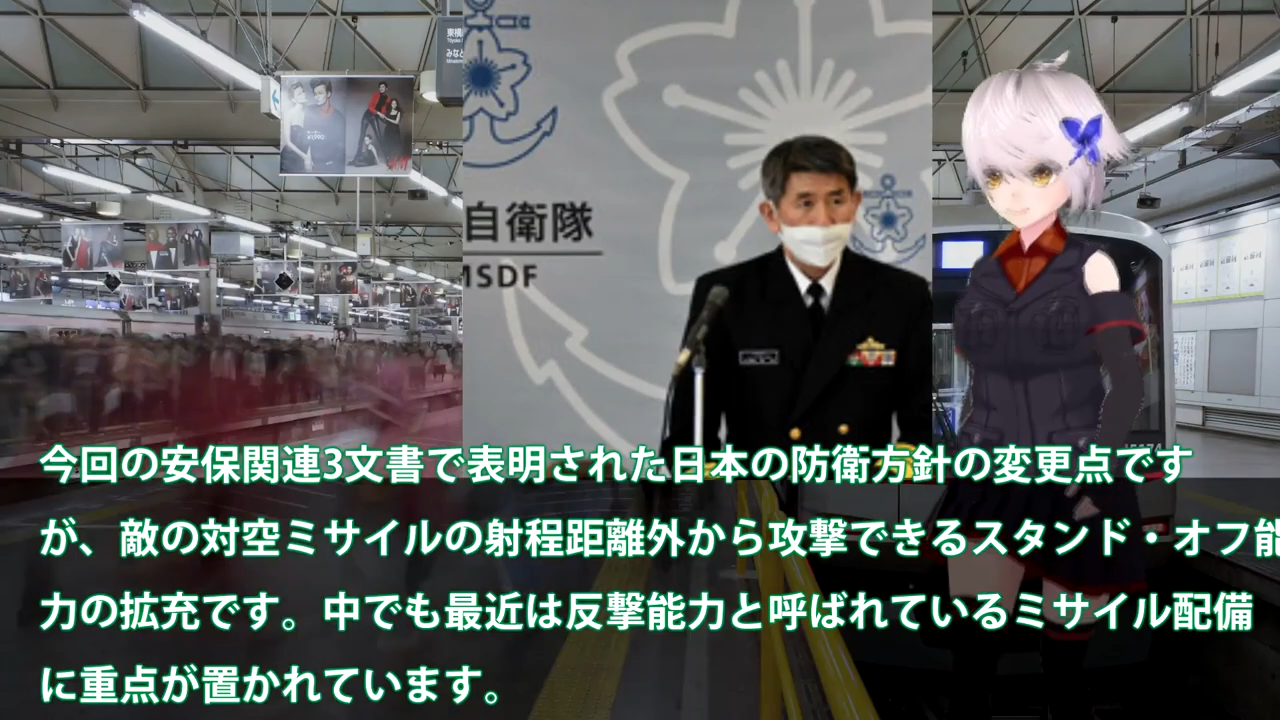 東横
みなと
自衛隊
MSDF
今回の安保関連3文書で表明された日本の防衛方針の変更点です
が、敵の対空ミサイルの射程距離外から攻撃できるスタンド・オフ能
力の拡充です。中でも最近は反撃能力と呼ばれているミサイル配備
に重点が置かれています。